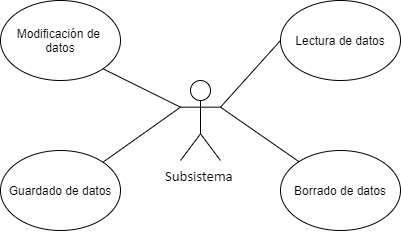 Modificación de
datos
Lectura de datos
Subsistema
Guardado de datos
Borrado de datos